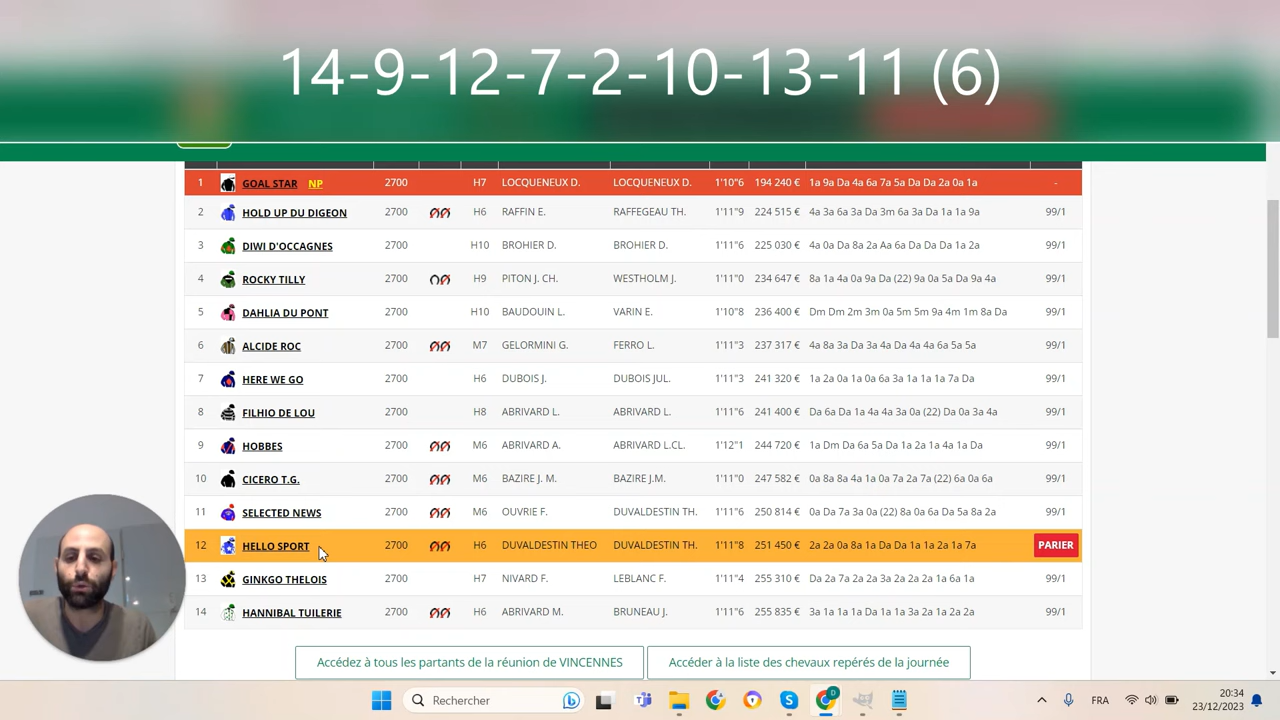 14-9-12-7-2-10-13-11 (6)
1 GOAL STAR NP 2700 H7 LOCQUENEUX D. LOCQUENEUX D. 1'10"6 194 240 € 1a 9a Da 4a 6a 7a 5a Da Da 2a 0a 1a -
2 HOLD UP DU DIGEON 2700 H6 RAFFIN E. RAFFEGEAU TH. 1'11"9 224 515 € 4a 3a 6a 3a Da 3m 6a 3a Da 1a 1a 9a 99/1
3 DIWI D'OCCAGNES 2700 H10 BROHIER D. BROHIER D. 1'11"6 225 030 € 4a 0a Da 8a 2a Aa 6a Da Da Da 1a 2a 99/1
4 ROCKY TILLY 2700 H9 PITON J. CH. WESTHOLM J. 1'11"0 234 647 € 8a 1a 4a 0a 9a Da (22) 9a 0a 5a Da 9a 4a 99/1
5 DAHLIA DU PONT 2700 H10 BAUDOUIN L. VARIN E. 1'10"8 236 400 € Dm Dm 2m 3m 0a 5m 5m 9a 4m 1m 8a Da 99/1
6 ALCIDE ROC 2700 M7 GELORMINI G. FERRO L. 1'11"3 237 317 € 4a 8a 3a Da 3a 4a Da 4a 4a 6a 5a 5a 99/1
7 HERE WE GO 2700 H6 DUBOIS J. DUBOIS JUL. 1'11"3 241 320 € 1a 2a 0a 1a 0a 6a 3a 1a 1a 1a 7a Da 99/1
8 FILHIO DE LOU 2700 H8 ABRIVARD L. ABRIVARD L. 1'11"6 241 400 € Da 6a Da 1a 4a 4a 3a 0a (22) Da 0a 3a 4a 99/1
9 HOBBES 2700 M6 ABRIVARD A. ABRIVARD L.CL. 1'12"1 244 720 € 1a Dm Da 6a 5a Da 1a 2a 1a 4a 1a Da 99/1
10 CICERO T.G. 2700 M6 BAZIRE J. M. BAZIRE J.M. 1'11"0 247 582 € 0a 8a 8a 4a 1a 0a 7a 2a 7a (22) 6a 0a 6a 99/1
11 SELECTED NEWS 2700 M6 OUVRIE F. DUVALDESTIN TH. 1'11"6 250 814 € 0a Da 7a 3a 0a (22) 8a 0a 0a Da 5a 8a 2a 99/1
12 HELLO SPORT 2700 H6 DUVALDESTIN THEO DUVALDESTIN TH. 1'11"8 251 450 € 2a 2a 0a 8a 1a Da Da 1a 1a 2a 1a 7a PARIER
13 GINKGO THELOIS 2700 H7 NIVARD F. LEBLANC F. 1'11"4 255 310 € Da 2a 7a 2a 2a 3a 2a 2a 2a 1a 6a 1a 99/1
14 HANNIBAL TUILERIE 2700 H6 ABRIVARD M. BRUNEAU J. 1'11"6 255 835 € 3a 1a 1a 1a Da 1a 1a 3a 2a 1a 2a 2a 99/1
Accédez à tous les partants de la réunion de VINCENNES Accéder à la liste des chevaux repérés de la journée
Rechercher FRA 20:34
23/12/2023